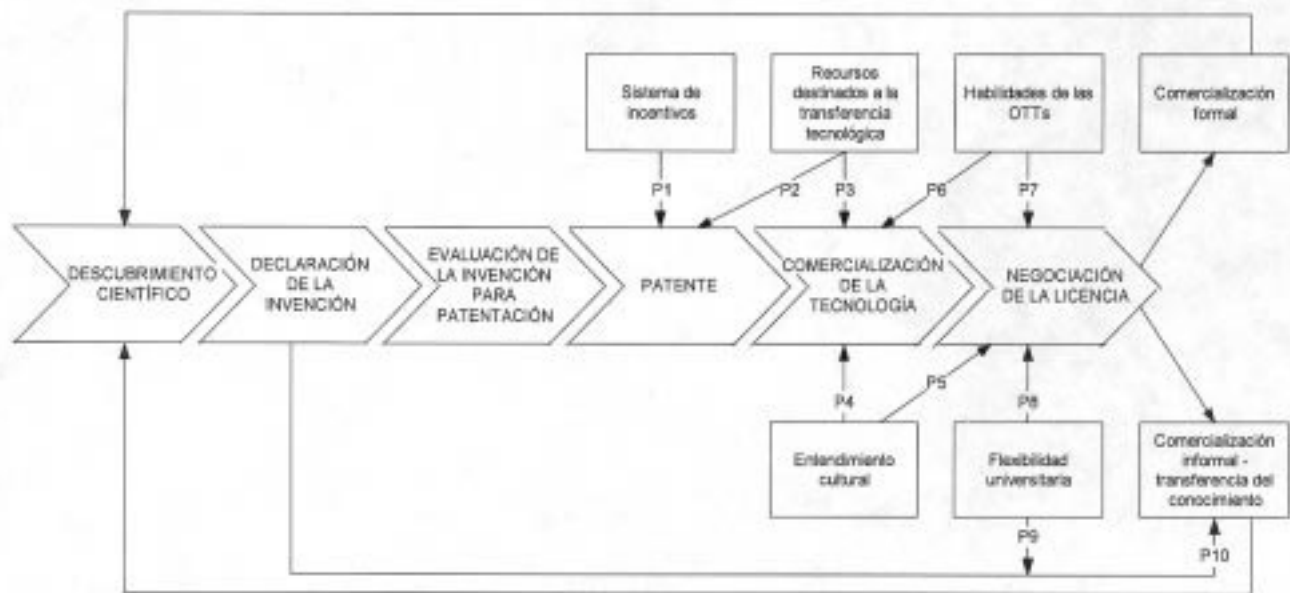 Sistema de
incentivos
Recursos
destinados a la
transferencia
tecnológica
Habilidades de las
OTTs
Comercialización
formal
P1
P2
P3
P6
P7
DESCUBRIMIENTO
CIENTÍFICO
DECLARACIÓN
DE LA
INVENCIÓN
EVALUACIÓN DE
LA INVENCIÓN
PARA
PATENTACIÓN
PATENTE
COMERCIALIZACIÓN
DE LA
TECNOLOGÍA
NEGOCIACIÓN
DE LA LICENCIA
P4
P5
P8
Entendimiento
cultural
Flexibilidad
universitaria
Comercialización
informal -
transferencia del
conocimiento
P9
P10